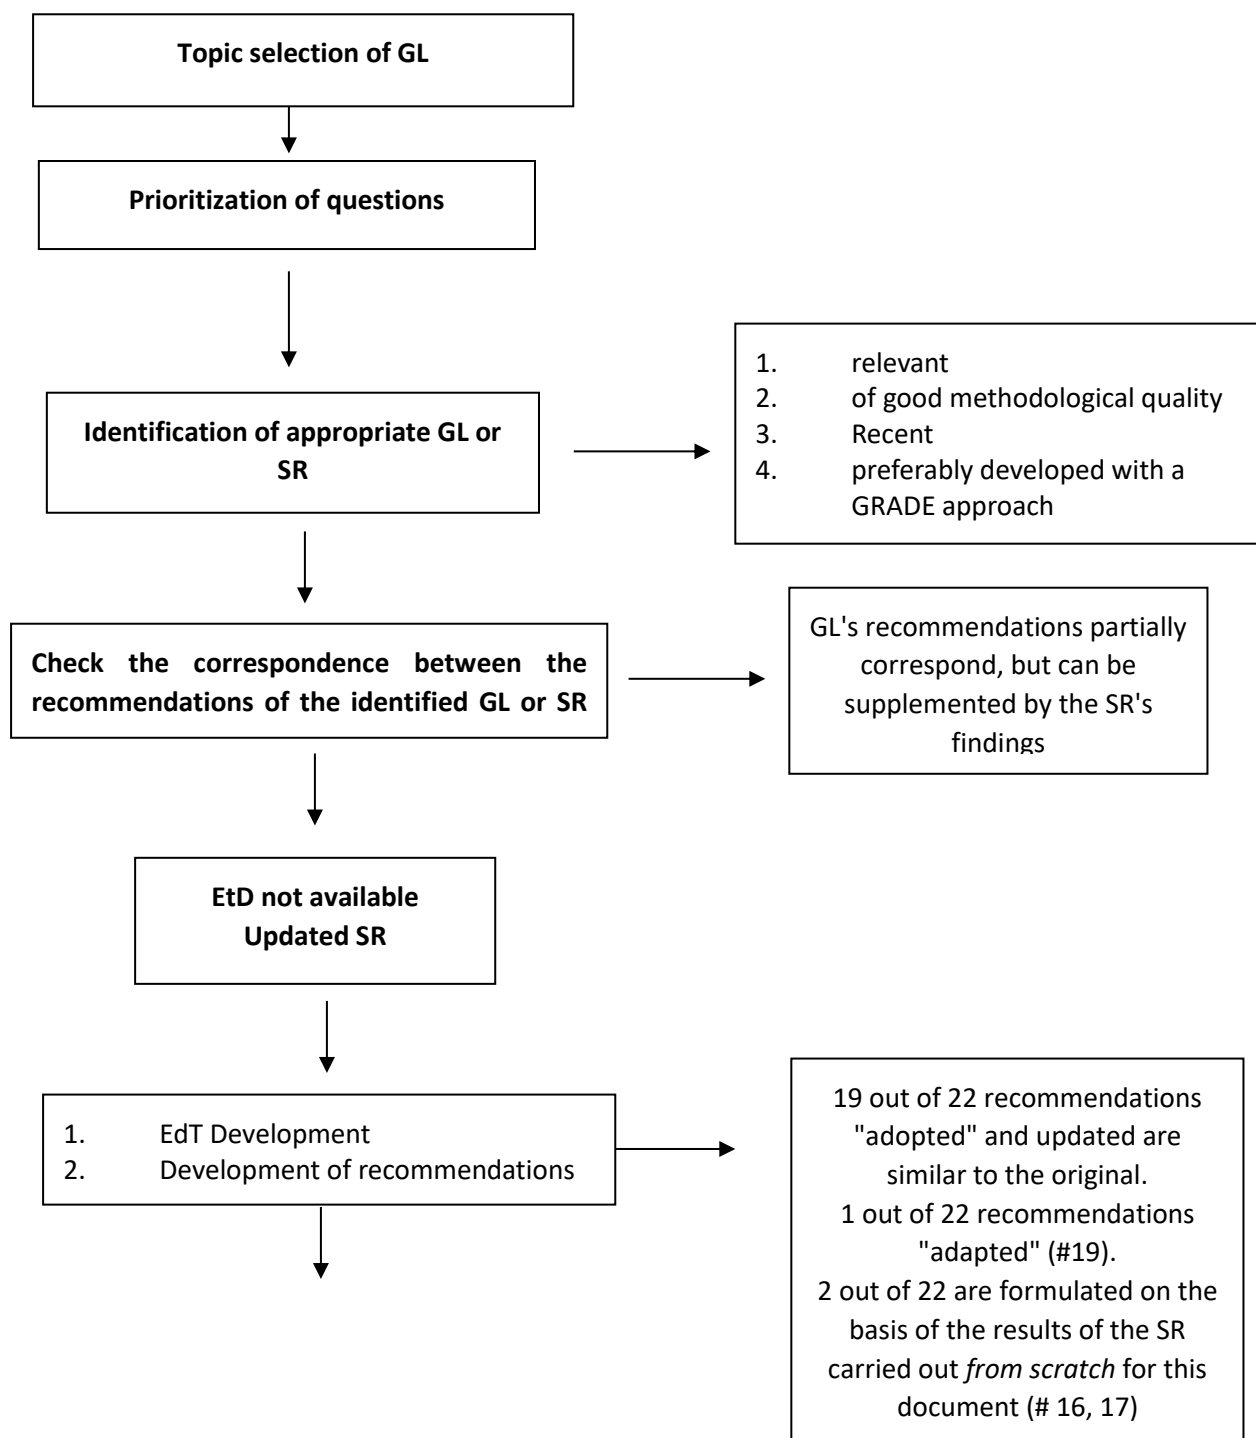 Topic selection of GL
Prioritization of questions
Identification of appropriate GL or
SR
1. relevant
2. of good methodological quality
3. Recent
4. preferably developed with a
GRADE approach
Check the correspondence between the
recommendations of the identified GL or SR
GL's recommendations partially
correspond, but can be
supplemented by the SR's
findings
EtD not available
Updated SR
1. EdT Development
2. Development of recommendations
19 out of 22 recommendations
"adopted" and updated are
similar to the original.
1 out of 22 recommendations
"adapted" (#19).
2 out of 22 are formulated on the
basis of the results of the SR
carried out from scratch for this
document (# 16, 17)